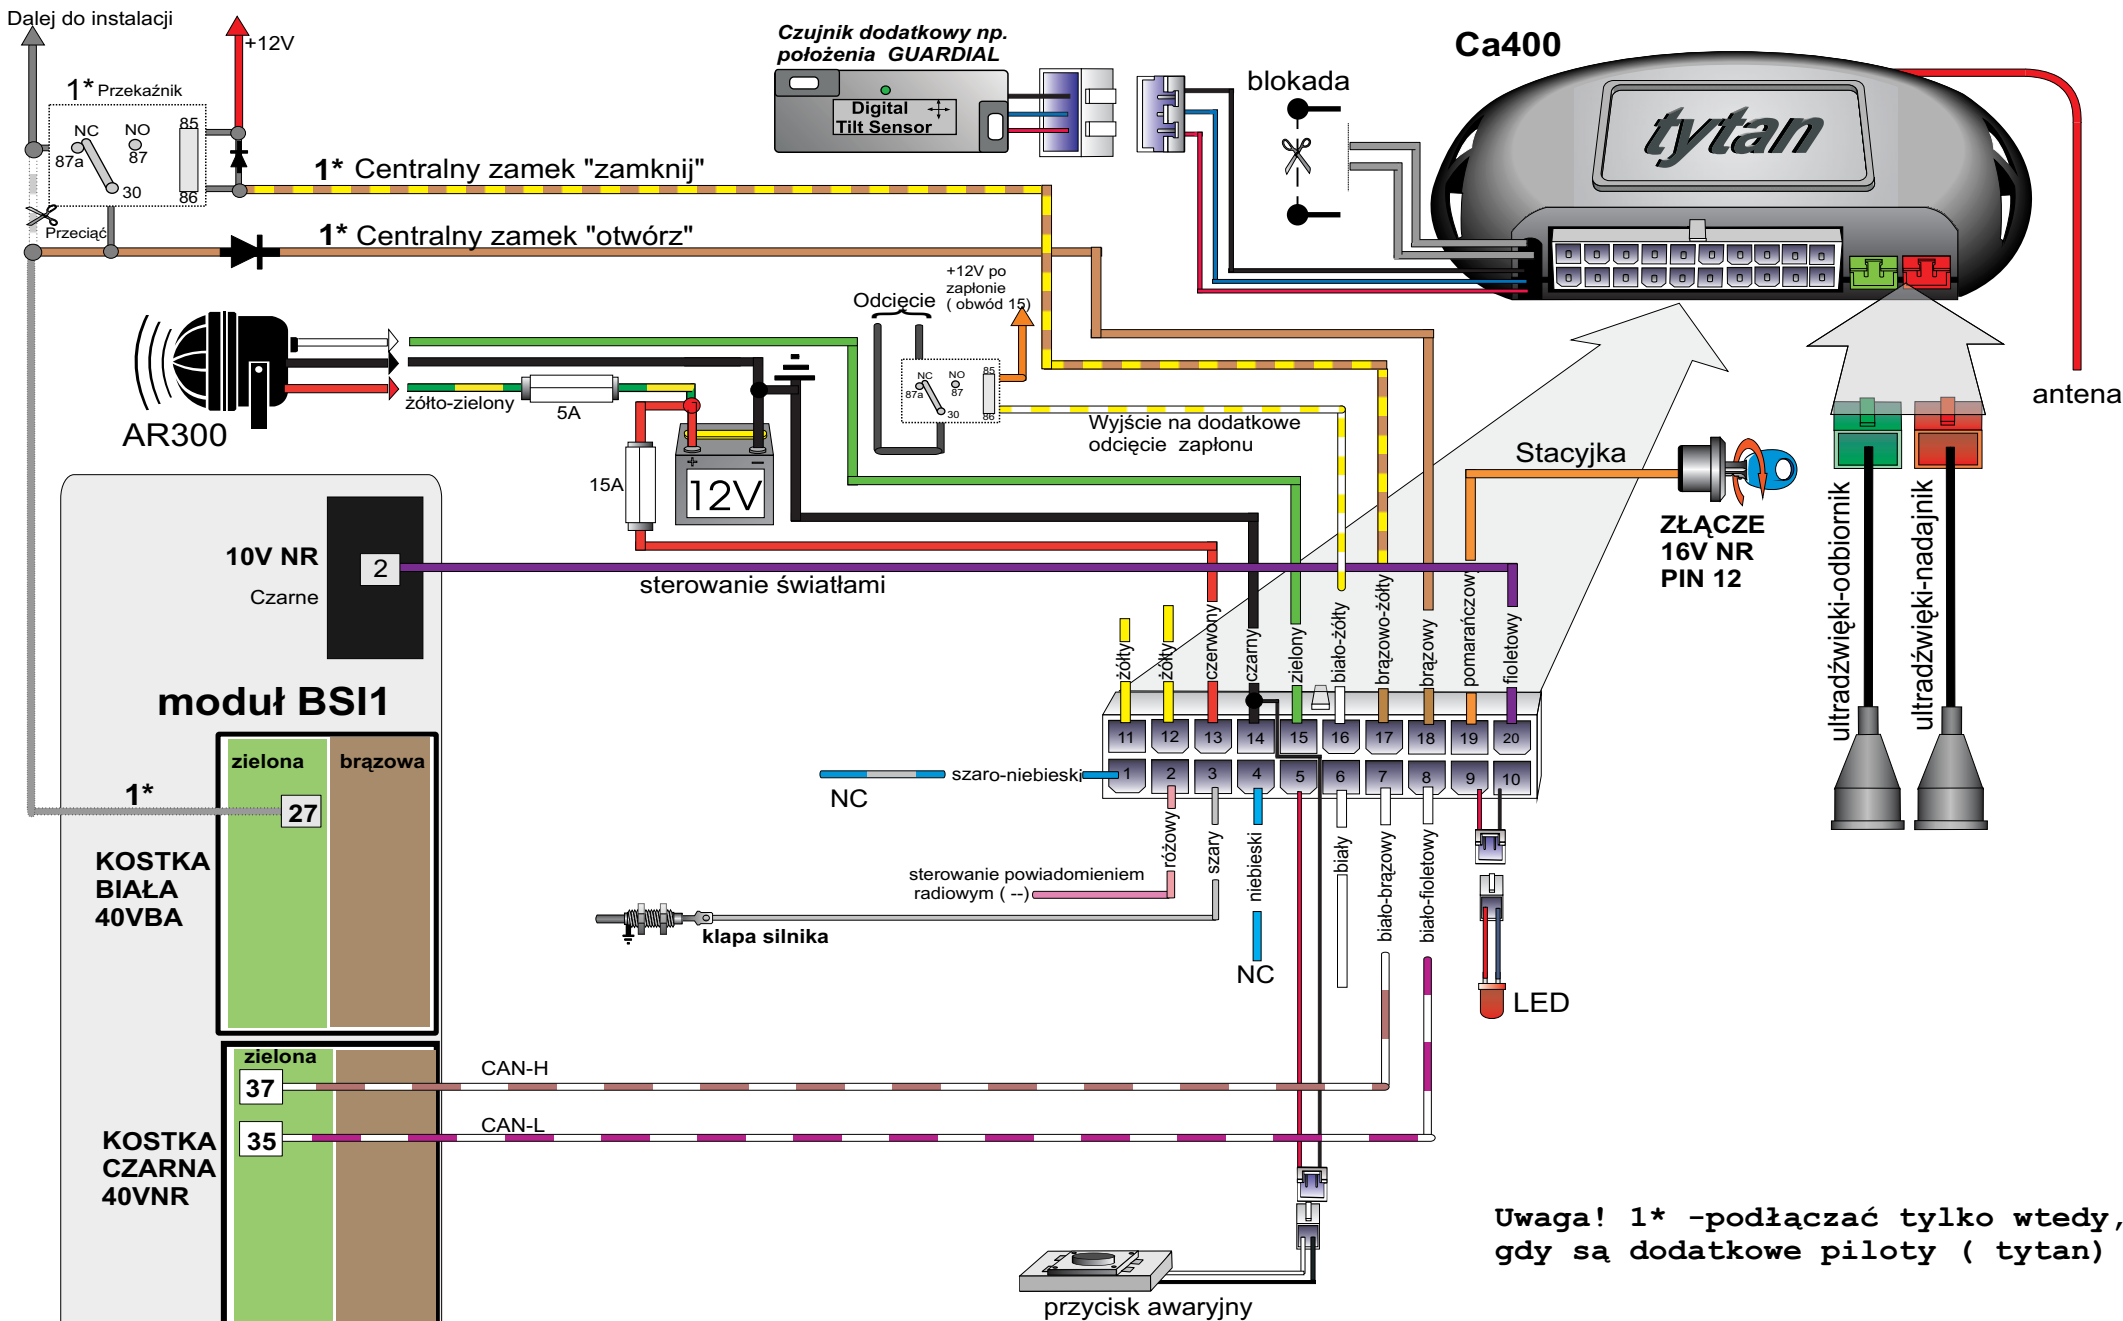 Dalej do instalacji
+12V
1* Przekaźnik
NC
NO
85
87a
87
30
86
Przeciąć
1* Centralny zamek "zamknij"
1* Centralny zamek "otwórz"
Czujnik dodatkowy np.
położenia GUARDIAL
Digital
Tilt Sensor
blokada
Ca400
tytan
antena
+12V po
zapłonie
( obwód 15)
Odcięcie
NC
NO
85
87a
87
30
86
Wyjście na dodatkowe
odcięcie zapłonu
AR300
żółto-zielony
5A
15A
+
–
12V
Stacyjka
ZŁĄCZE
16V NR
PIN 12
ultradźwięki-odbiornik
ultradźwięki-nadajnik
10V NR
Czarne
2
sterowanie światłami
moduł BSI1
zielona
brązowa
1*
27
KOSTKA
BIAŁA
40VBA
zielona
37
35
KOSTKA
CZARNA
40VNR
CAN-H
CAN-L
żółty
żółty
czerwony
czarny
zielony
biało-żółty
brązowo-żółty
brązowy
pomarańczowy
fioletowy
11 12 13 14 15 16 17 18 19 20
1 2 3 4 5 6 7 8 9 10
szaro-niebieski
NC
różowy
szary
niebieski
biały
biało-brązowy
biało-fioletowy
sterowanie powiadomieniem
radiowym ( --)
klapa silnika
NC
LED
przycisk awaryjny
Uwaga! 1* -podłączać tylko wtedy,
gdy są dodatkowe piloty ( tytan)